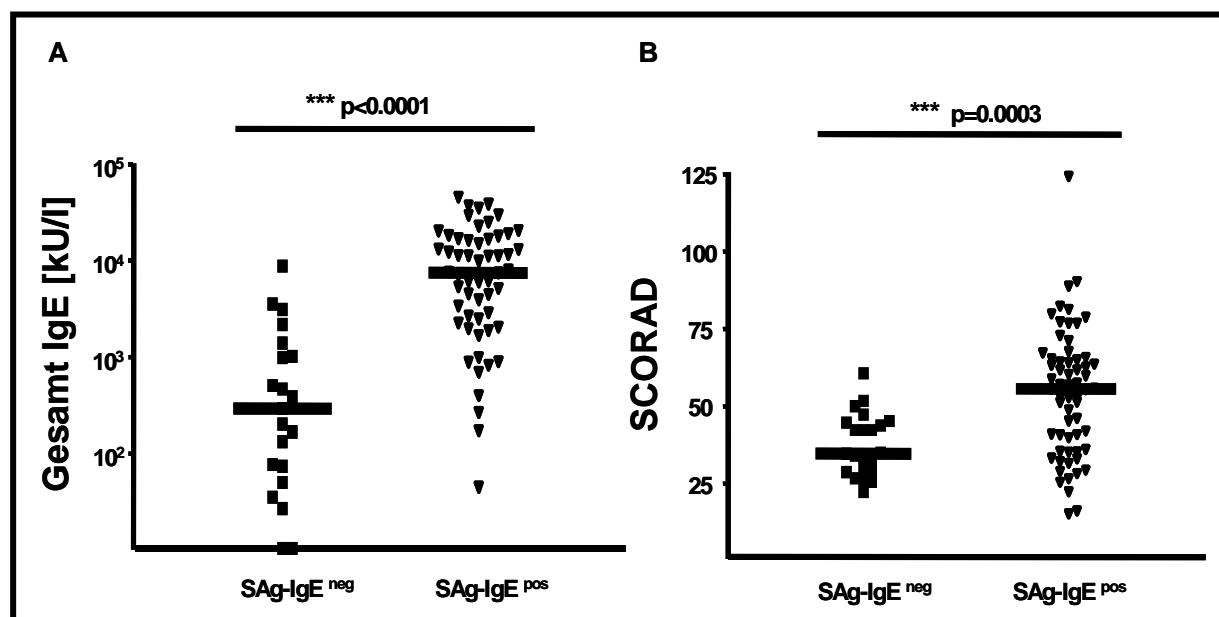 A
*** p<0.0001
Gesamt IgE [kU/l]
10⁵
10⁴
10³
10²
SAg-IgE neg
SAg-IgE pos
B
*** p=0.0003
SCORAD
125
100
75
50
25
SAg-IgE neg
SAg-IgE pos